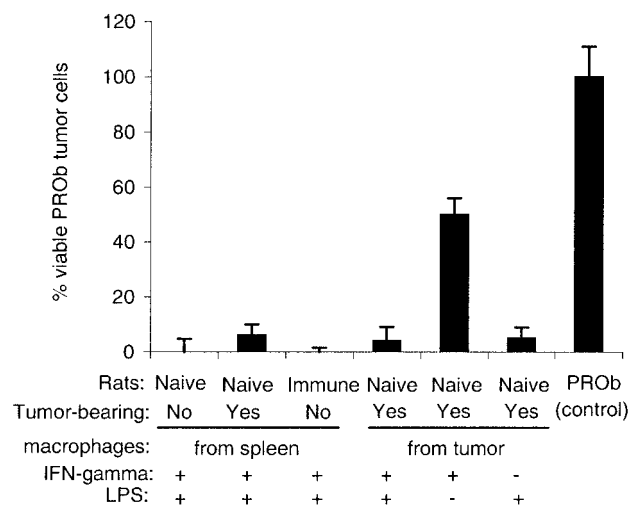 120
100
80
60
40
20
0
% viable PROb tumor cells
Rats: Naive Naive Immune Naive Naive Naive PROb
Tumor-bearing: No Yes No Yes Yes Yes (control)
macrophages: from spleen from tumor
IFN-gamma: + + + + + -
LPS: + + + + - +